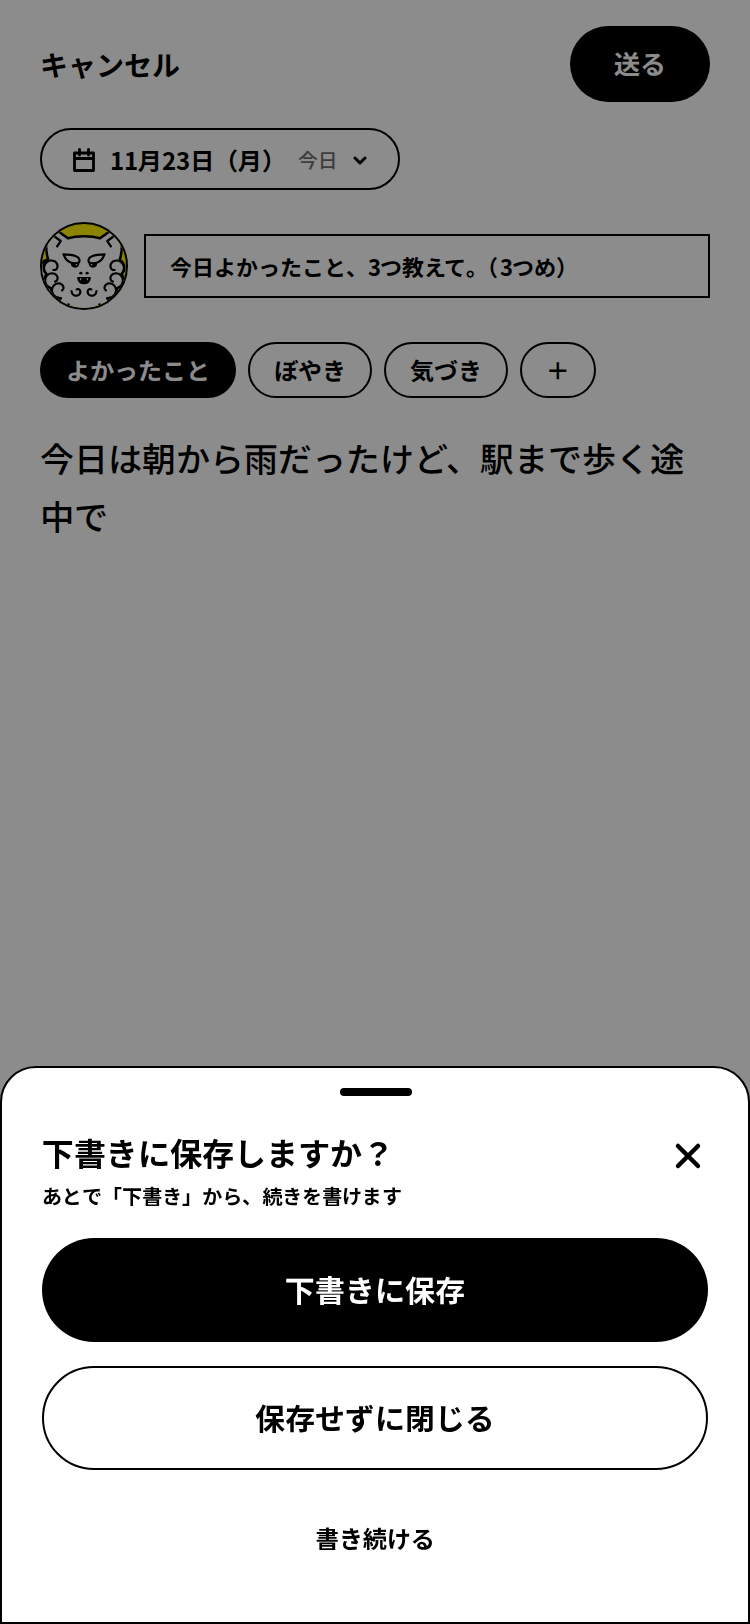 キャンセル
送る
11月23日（月） 今日
今日よかったこと、3つ教えて。（3つめ）
よかったこと
ぼやき
気づき
＋
今日は朝から雨だったけど、駅まで歩く途
中で
下書きに保存しますか？
あとで「下書き」から、続きを書けます
下書きに保存
保存せずに閉じる
書き続ける